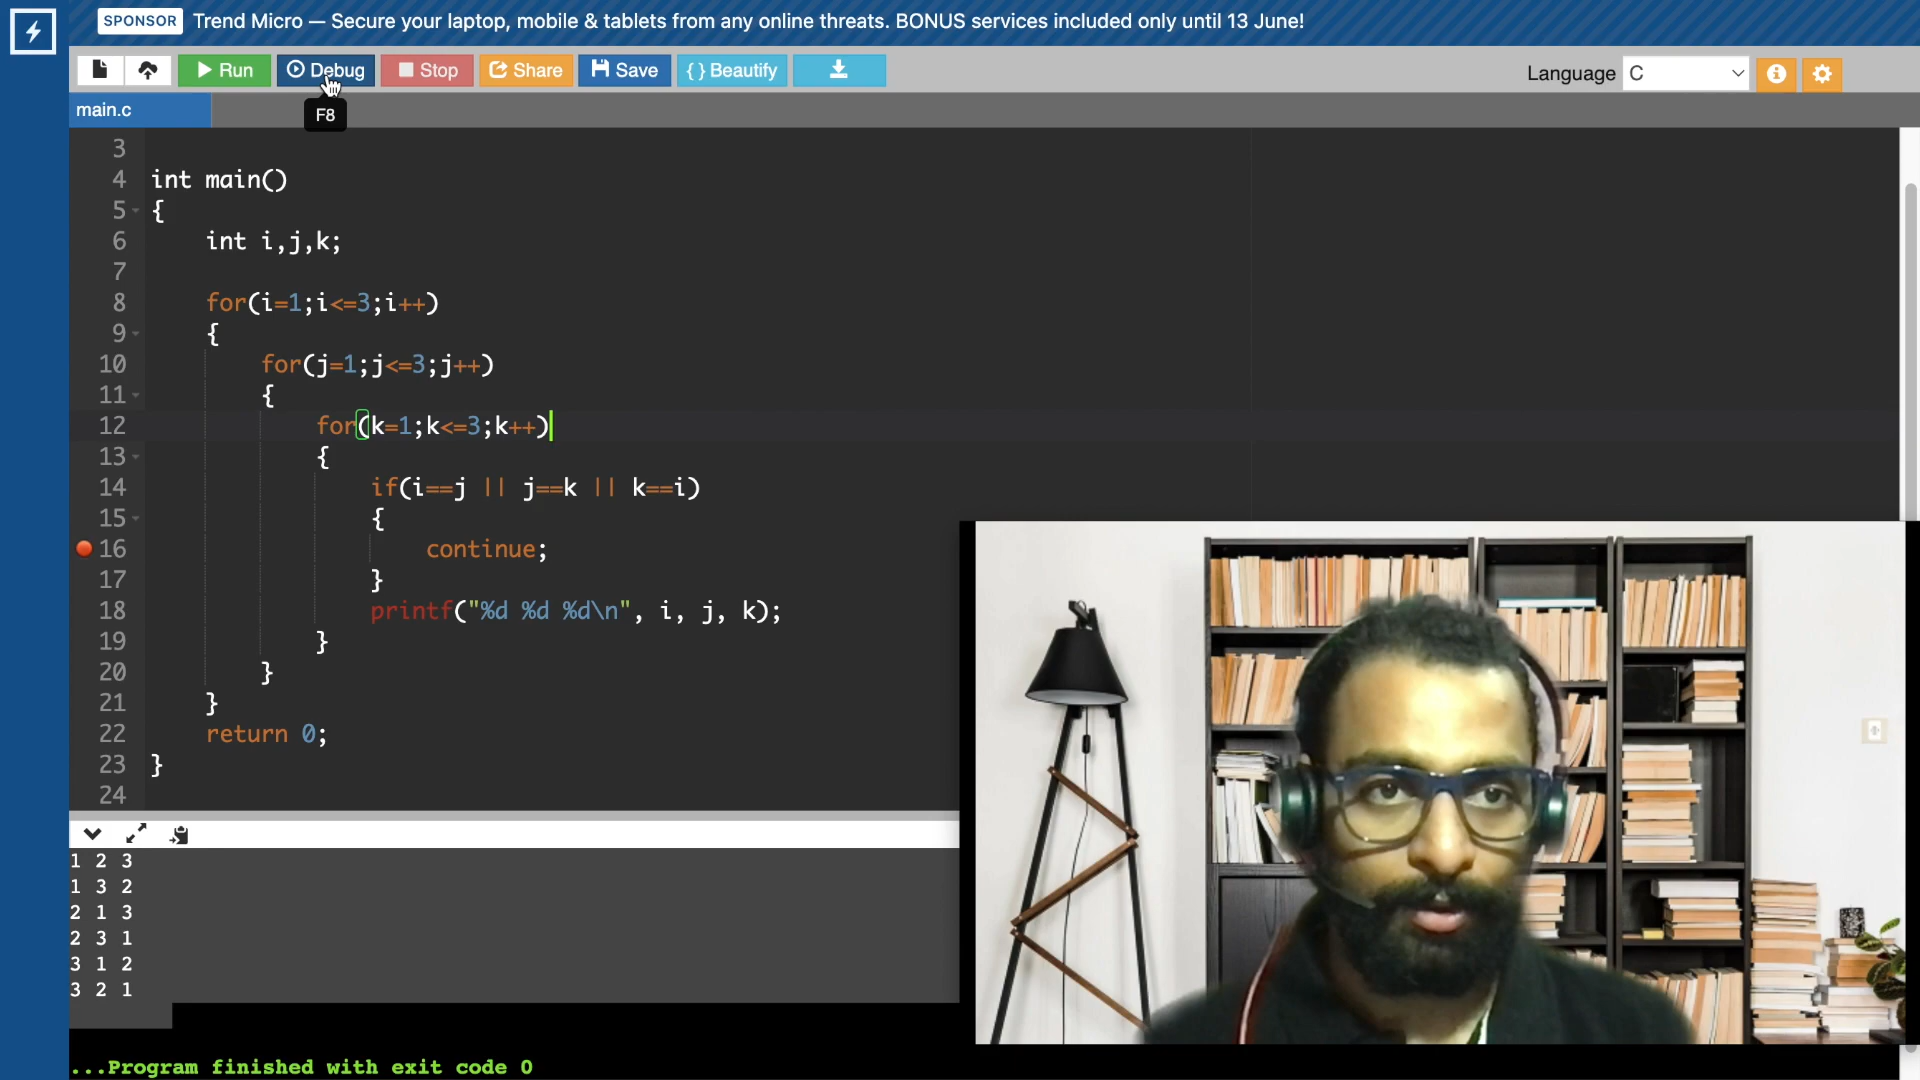 SPONSOR Trend Micro — Secure your laptop, mobile & tablets from any online threats. BONUS services included only until 13 June!
Run Debug Stop Share Save { } Beautify Language C
F8
main.c
3
4 int main()
5 {
6 int i,j,k;
7
8 for(i=1;i<=3;i++)
9 {
10 for(j=1;j<=3;j++)
11 {
12 for(k=1;k<=3;k++)
13 {
14 if(i==j || j==k || k==i)
15 {
16 continue;
17 }
18 printf("%d %d %d\n", i, j, k);
19 }
20 }
21 }
22 return 0;
23 }
24
1 2 3
1 3 2
2 1 3
2 3 1
3 1 2
3 2 1
...Program finished with exit code 0